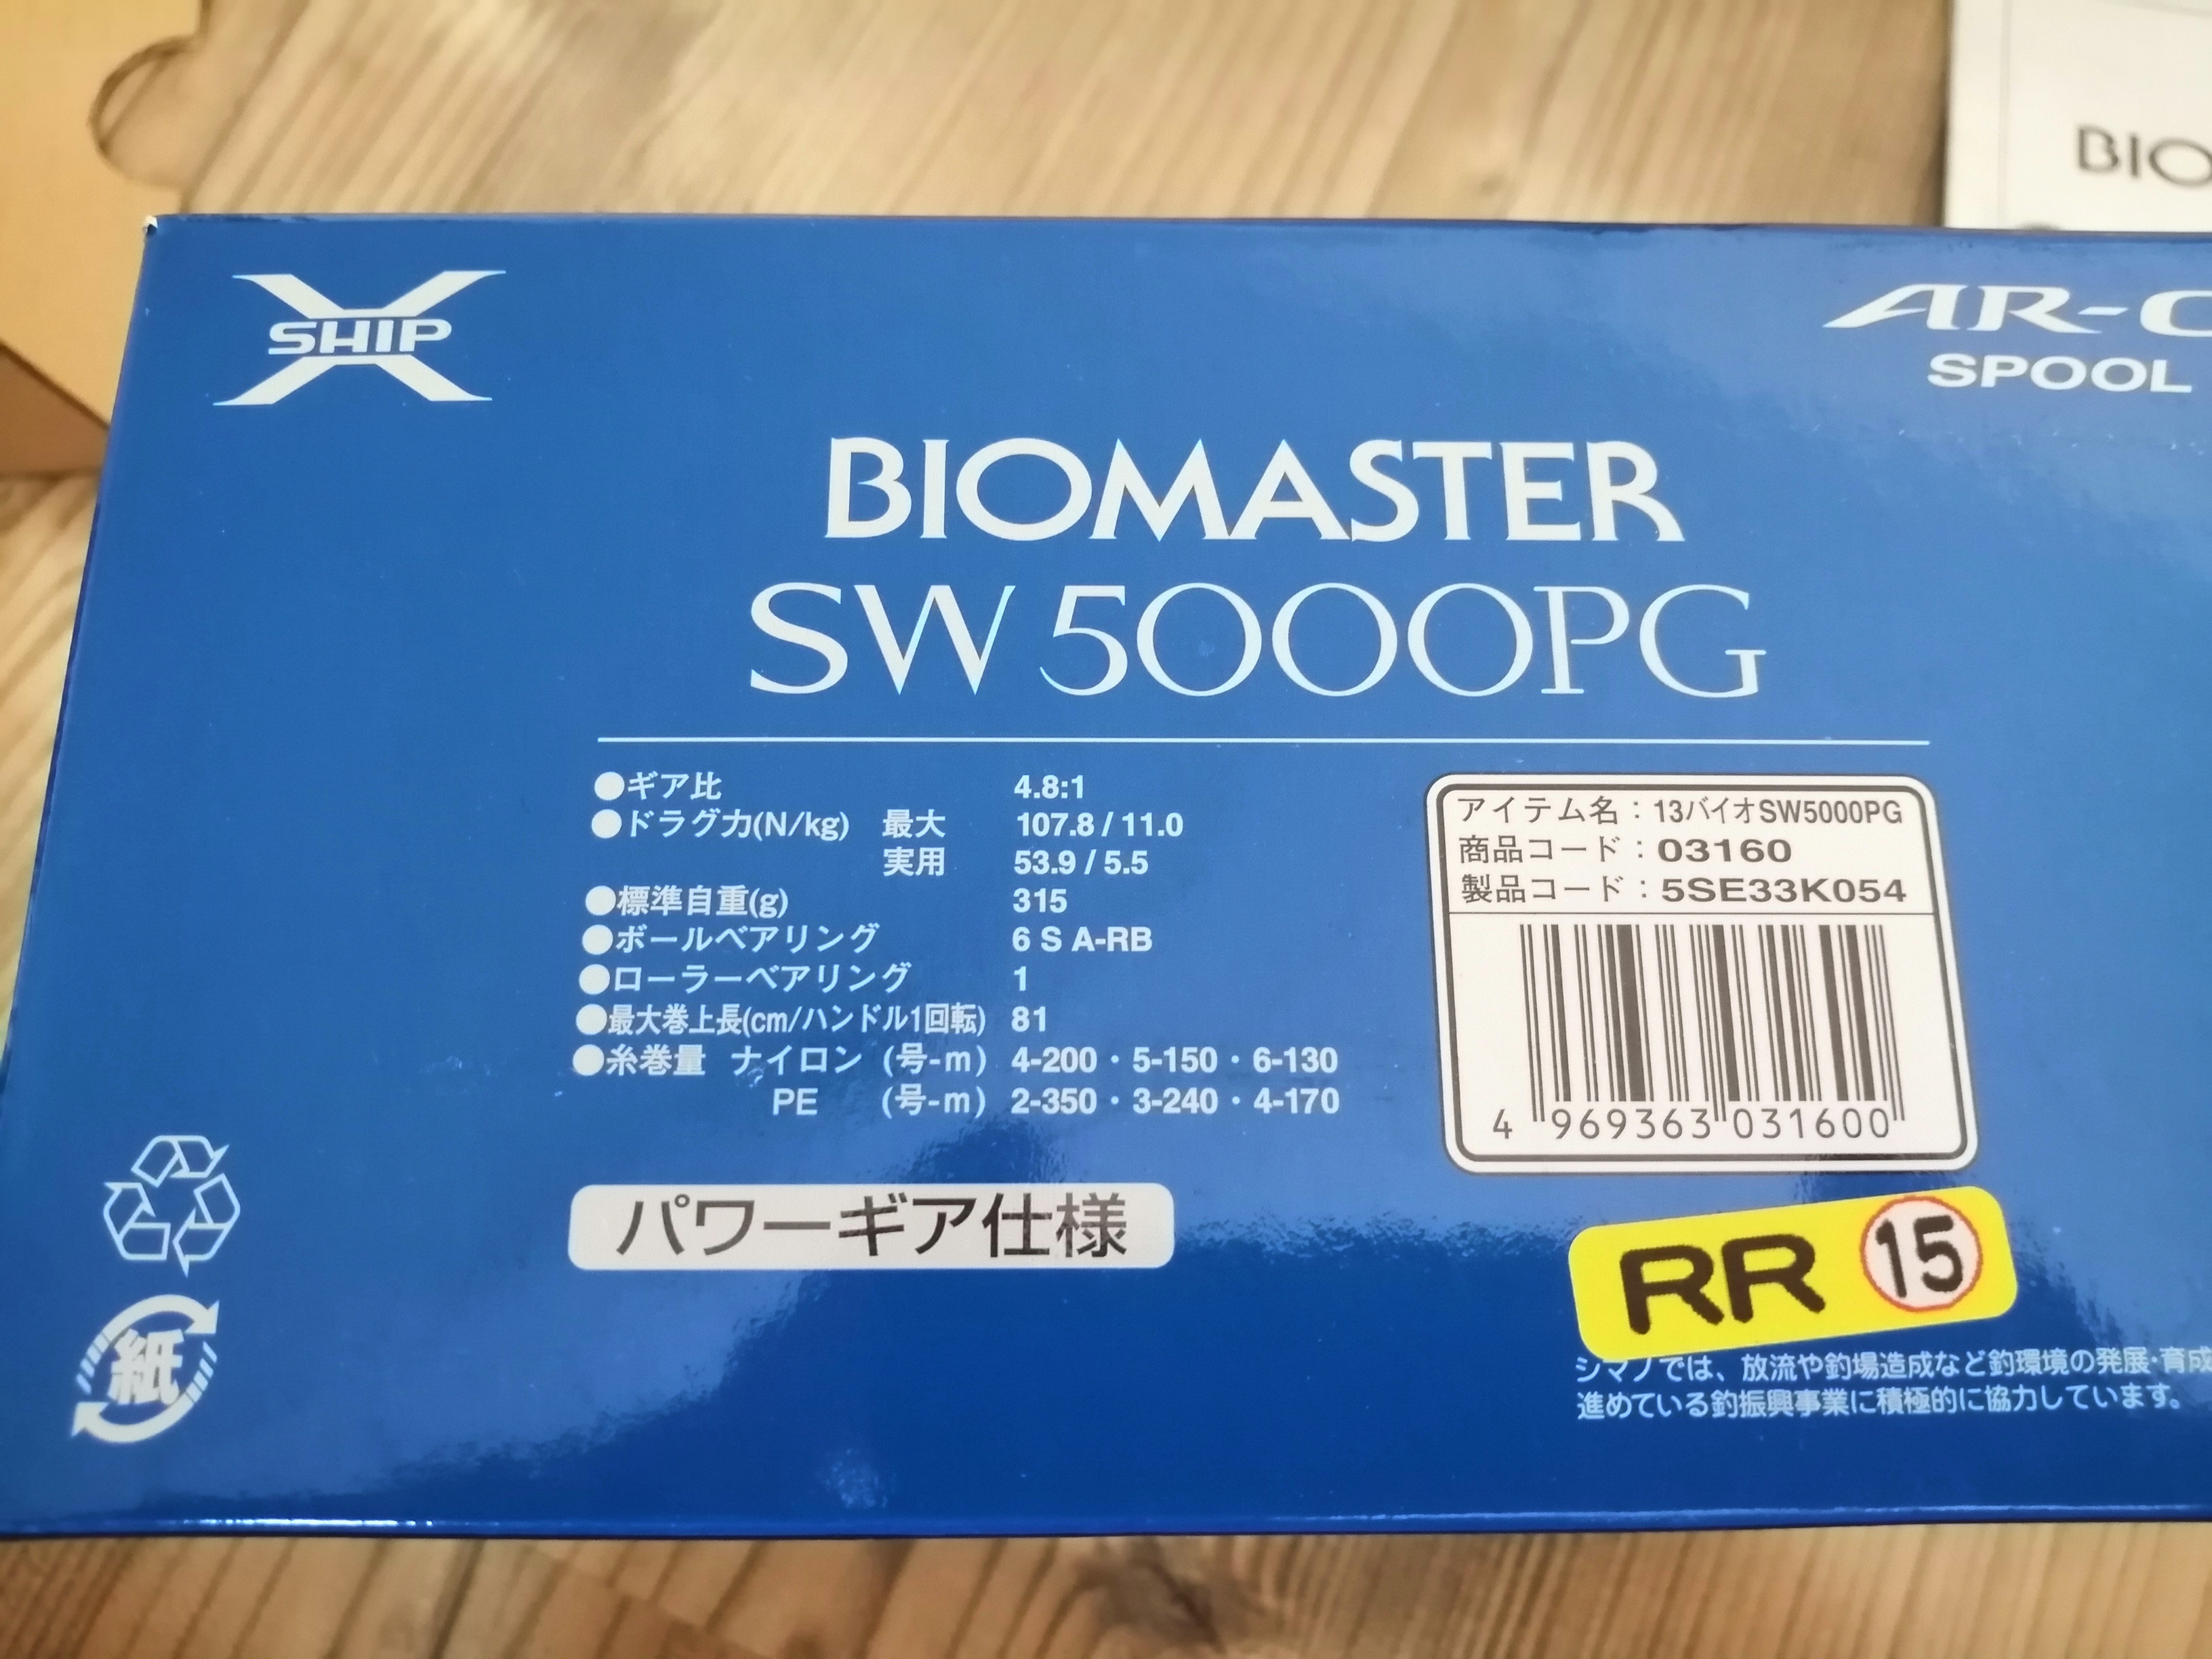 BIO
X
SHIP
AR-C
SPOOL
BIOMASTER
SW 5000PG
●ギア比 4.8:1
●ドラグ力(N/kg) 最大 107.8 / 11.0
実用 53.9 / 5.5
●標準自重(g) 315
●ボールベアリング 6 S A-RB
●ローラーベアリング 1
●最大巻上長(cm/ハンドル1回転) 81
●糸巻量 ナイロン (号-m) 4-200・5-150・6-130
PE (号-m) 2-350・3-240・4-170
パワーギア仕様
アイテム名：13バイオSW5000PG
商品コード：03160
製品コード：5SE33K054
4 969363 031600
RR 15
シマノでは、放流や釣場造成など釣環境の発展・育成
進めている釣振興事業に積極的に協力しています。
紙